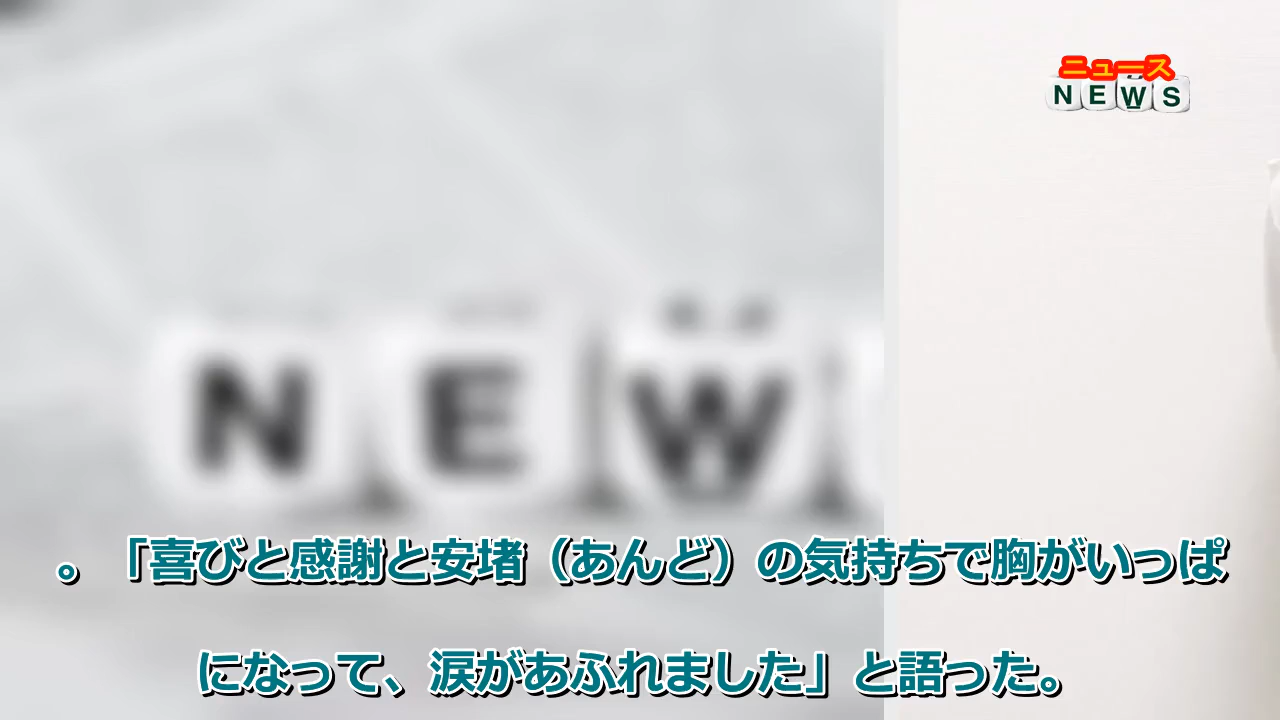 ニュース
NEWS
NEW
。「喜びと感謝と安堵（あんど）の気持ちで胸がいっぱ
になって、涙があふれました」と語った。